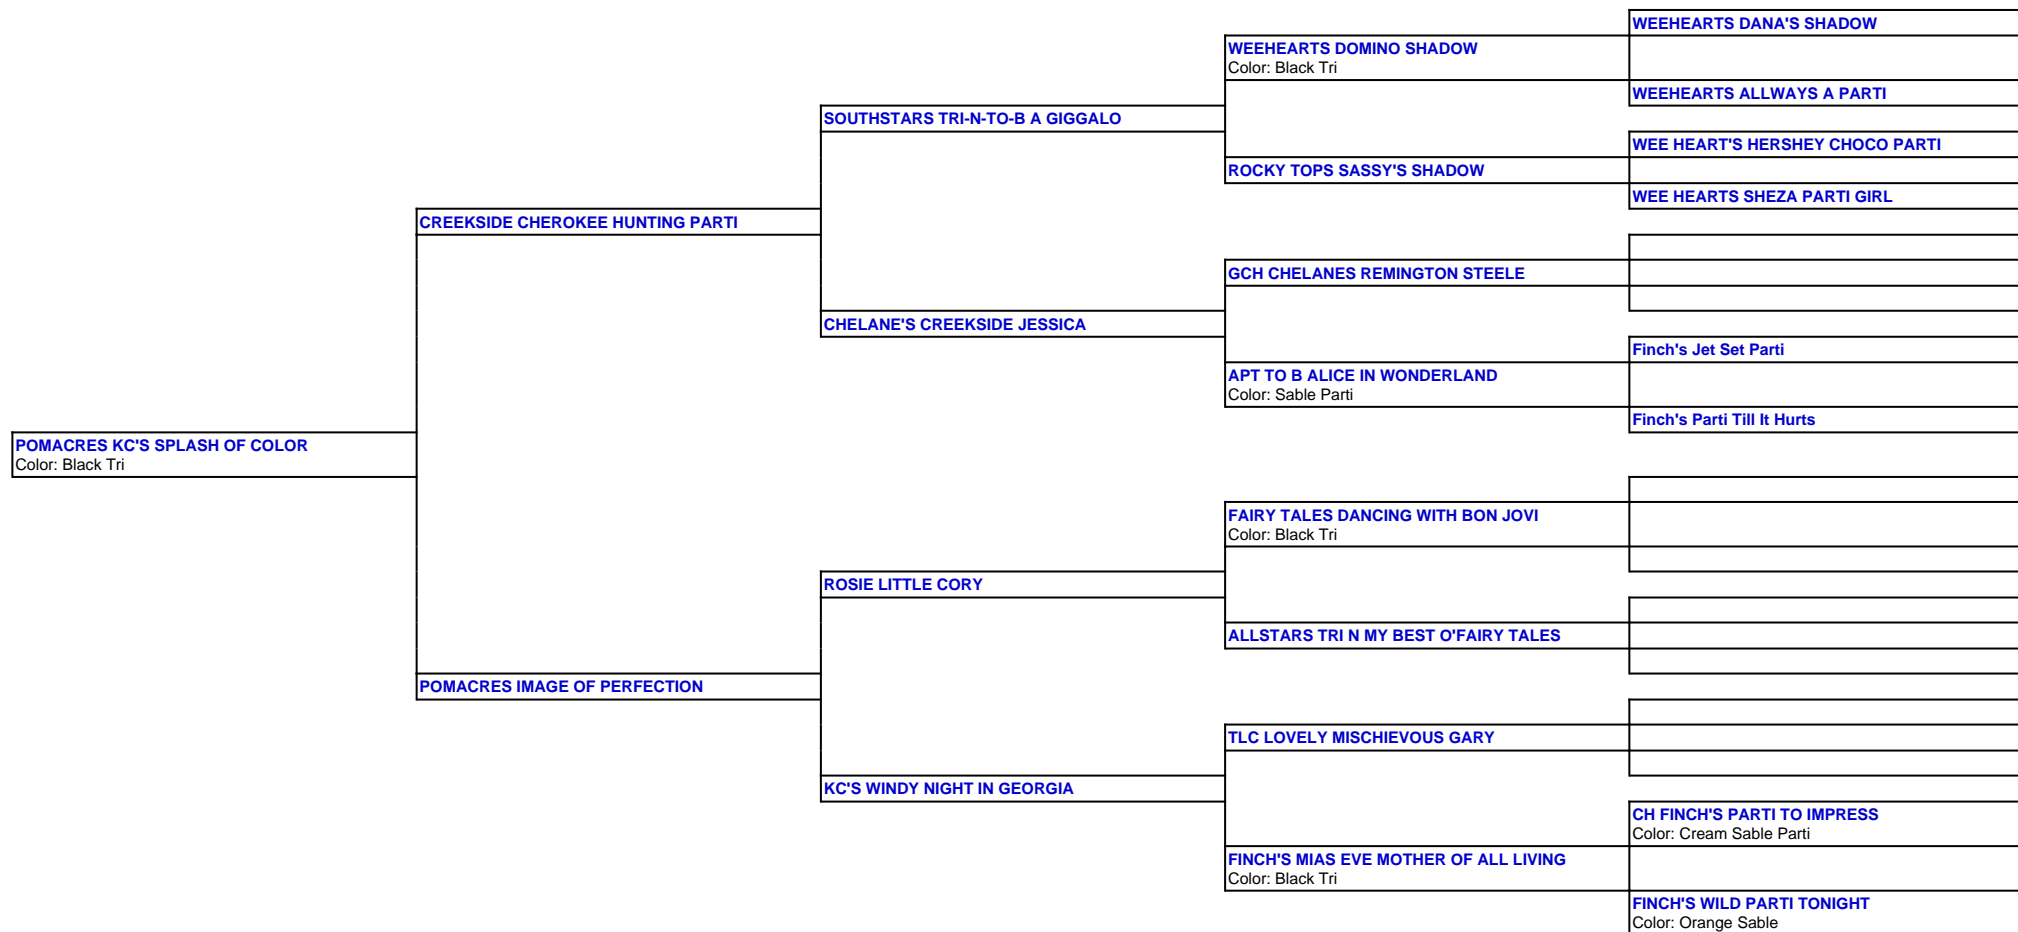 WEEHEARTS DANA'S SHADOW
WEEHEARTS DOMINO SHADOW
Color: Black Tri
WEEHEARTS ALLWAYS A PARTI
SOUTHSTARS TRI-N-TO-B A GIGGALO
WEE HEART'S HERSHEY CHOCO PARTI
ROCKY TOPS SASSY'S SHADOW
WEE HEARTS SHEZA PARTI GIRL
CREEKSIDE CHEROKEE HUNTING PARTI
GCH CHELANES REMINGTON STEELE
CHELANE'S CREEKSIDE JESSICA
Finch's Jet Set Parti
APT TO B ALICE IN WONDERLAND
Color: Sable Parti
Finch's Parti Till It Hurts
POMACRES KC'S SPLASH OF COLOR
Color: Black Tri
FAIRY TALES DANCING WITH BON JOVI
Color: Black Tri
ROSIE LITTLE CORY
ALLSTARS TRI N MY BEST O'FAIRY TALES
POMACRES IMAGE OF PERFECTION
TLC LOVELY MISCHIEVOUS GARY
KC'S WINDY NIGHT IN GEORGIA
CH FINCH'S PARTI TO IMPRESS
Color: Cream Sable Parti
FINCH'S MIAS EVE MOTHER OF ALL LIVING
Color: Black Tri
FINCH'S WILD PARTI TONIGHT
Color: Orange Sable